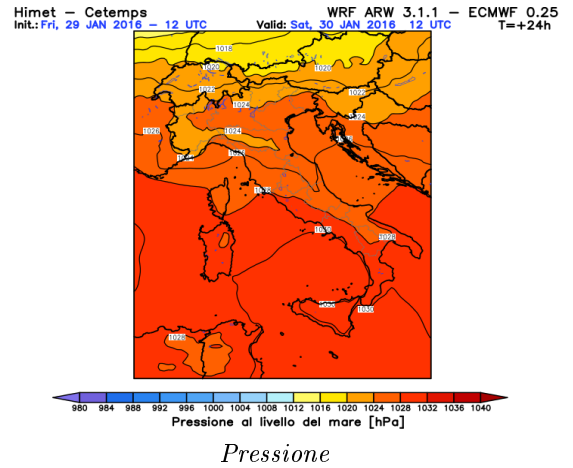 Himet – Cetemps WRF ARW 3.1.1 – ECMWF 0.25
Init.: Fri, 29 JAN 2016 – 12 UTC Valid: Sat, 30 JAN 2016 – 12 UTC T=+24h
1018
1020 1020
1022 1022
1024 1024
1026 1024
1028
1030 1028
1030 1030
1028
980 984 988 992 996 1000 1004 1008 1012 1016 1020 1024 1028 1032 1036 1040
Pressione al livello del mare [hPa]
Pressione